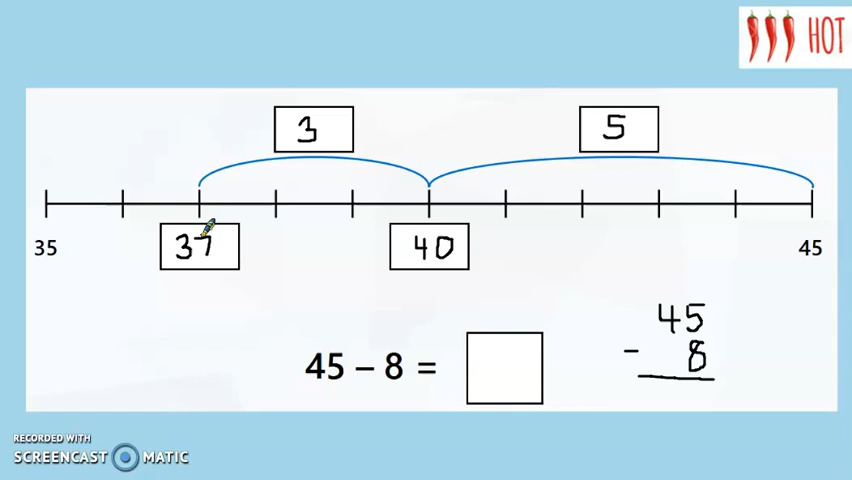 HOT
3 5
35 37 40 45
45
45 – 8 =
- 8
RECORDED WITH
SCREENCAST MATIC